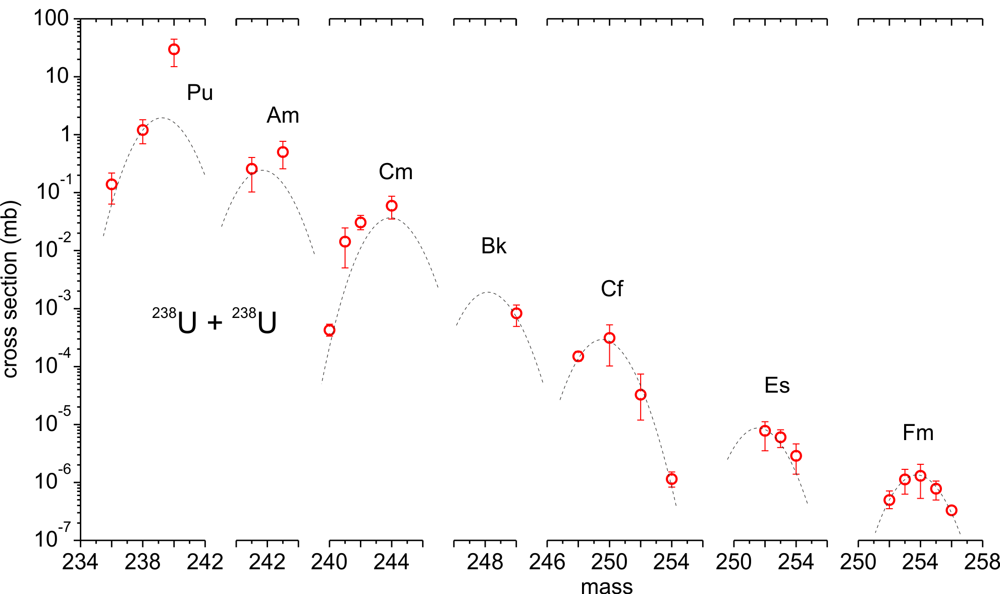 100
10
1
10-1
10-2
10-3
10-4
10-5
10-6
10-7
cross section (mb)
Pu
Am
Cm
Bk
Cf
Es
Fm
238U + 238U
234 238 242 242 240 244 248 246 250 254 250 254 250 254 258
mass